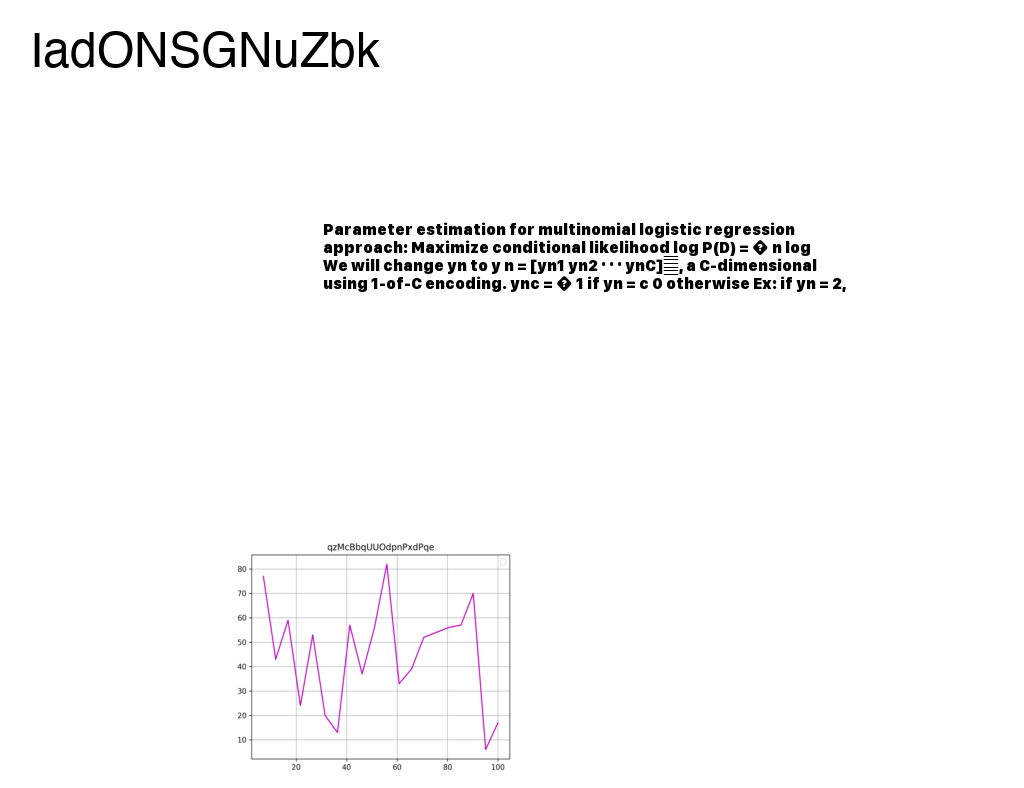 IadONSGNuZbk
Parameter estimation for multinomial logistic regression
approach: Maximize conditional likelihood log P(D) = � n log
We will change yn to y n = [yn1 yn2 · · · ynC], a C-dimensional
using 1-of-C encoding. ync = � 1 if yn = c 0 otherwise Ex: if yn = 2,
qzMcBbqUUOdpnPxdPqe
80
70
60
50
40
30
20
10
20 40 60 80 100